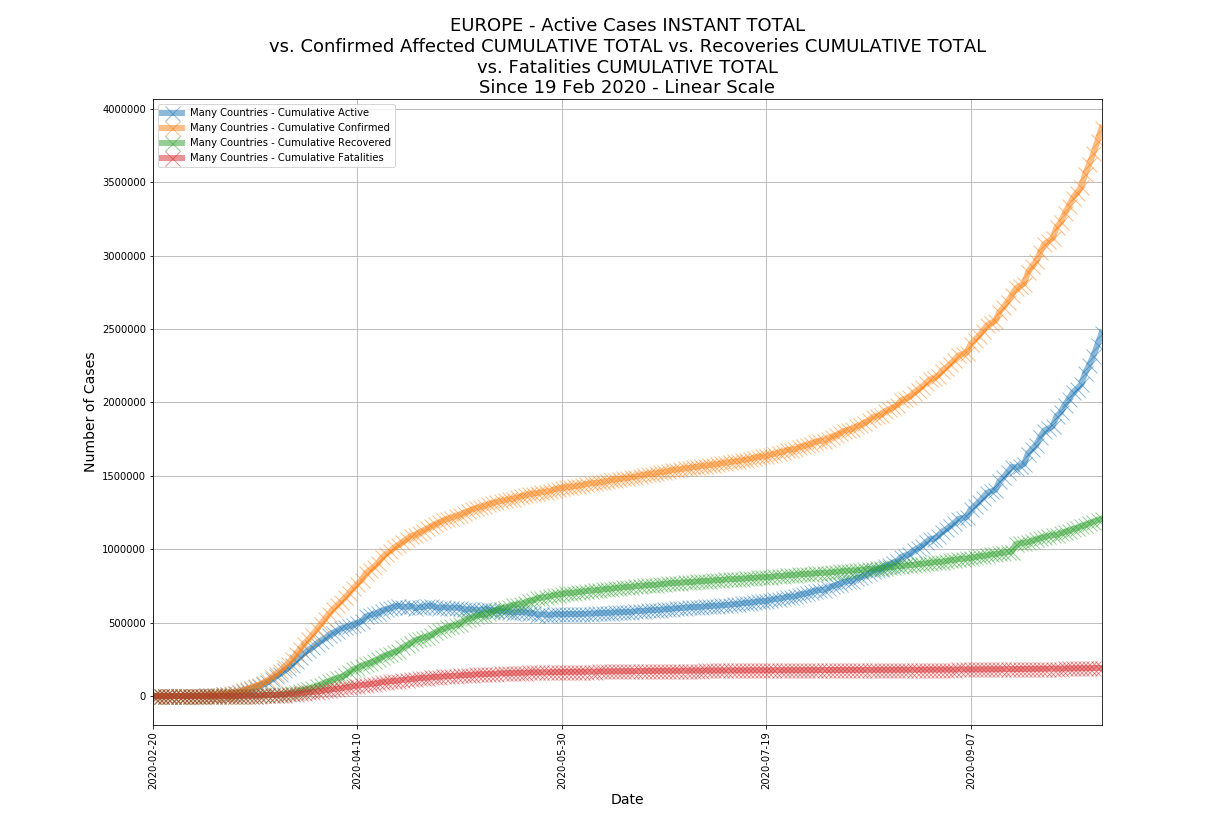 EUROPE - Active Cases INSTANT TOTAL
vs. Confirmed Affected CUMULATIVE TOTAL vs. Recoveries CUMULATIVE TOTAL
vs. Fatalities CUMULATIVE TOTAL
Since 19 Feb 2020 - Linear Scale
Many Countries - Cumulative Active
Many Countries - Cumulative Confirmed
Many Countries - Cumulative Recovered
Many Countries - Cumulative Fatalities
Number of Cases
4000000
3500000
3000000
2500000
2000000
1500000
1000000
500000
0
2020-02-20
2020-04-10
2020-05-30
2020-07-19
2020-09-07
Date